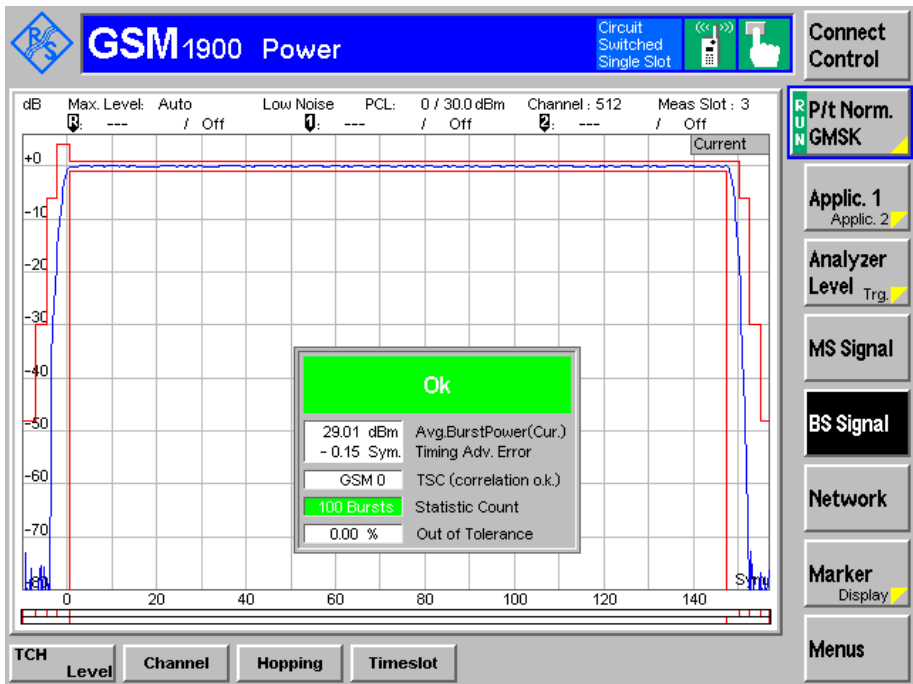 R&S GSM 1900 Power
Circuit
Switched
Single Slot
Connect
Control
dB Max. Level: Auto Low Noise PCL: 0 / 30.0 dBm Channel : 512 Meas Slot : 3
R: --- / Off 1: --- / Off 2: --- / Off
Current
RUN
P/t Norm.
GMSK
Applic. 1
Applic. 2
Analyzer
Level Trg.
MS Signal
BS Signal
Network
Marker
Display
Menus
+0
-10
-20
-30
-40
-50
-60
-70
-80
Ok
29.01 dBm Avg.BurstPower(Cur.)
- 0.15 Sym. Timing Adv. Error
GSM 0 TSC (correlation o.k.)
100 Bursts Statistic Count
0.00 % Out of Tolerance
0 20 40 60 80 100 120 140
TCH
Level
Channel
Hopping
Timeslot